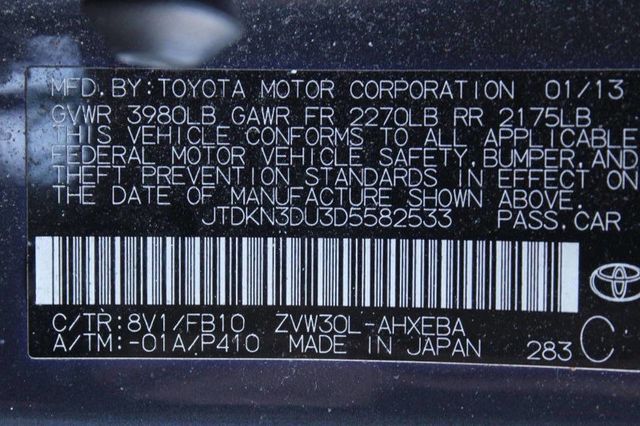 MFD. BY: TOYOTA MOTOR CORPORATION 01/13
GVWR 3980LB GAWR FR 2270LB RR 2175LB
THIS VEHICLE CONFORMS TO ALL APPLICABLE
FEDERAL MOTOR VEHICLE SAFETY, BUMPER, AND
THEFT PREVENTION STANDARDS IN EFFECT ON
THE DATE OF MANUFACTURE SHOWN ABOVE.
JTDKN3DU3D5582533 PASS. CAR
C/TR: 8V1/FB10 ZVW30L-AHXEBA
A/TM: -01A/P410 MADE IN JAPAN 283 C